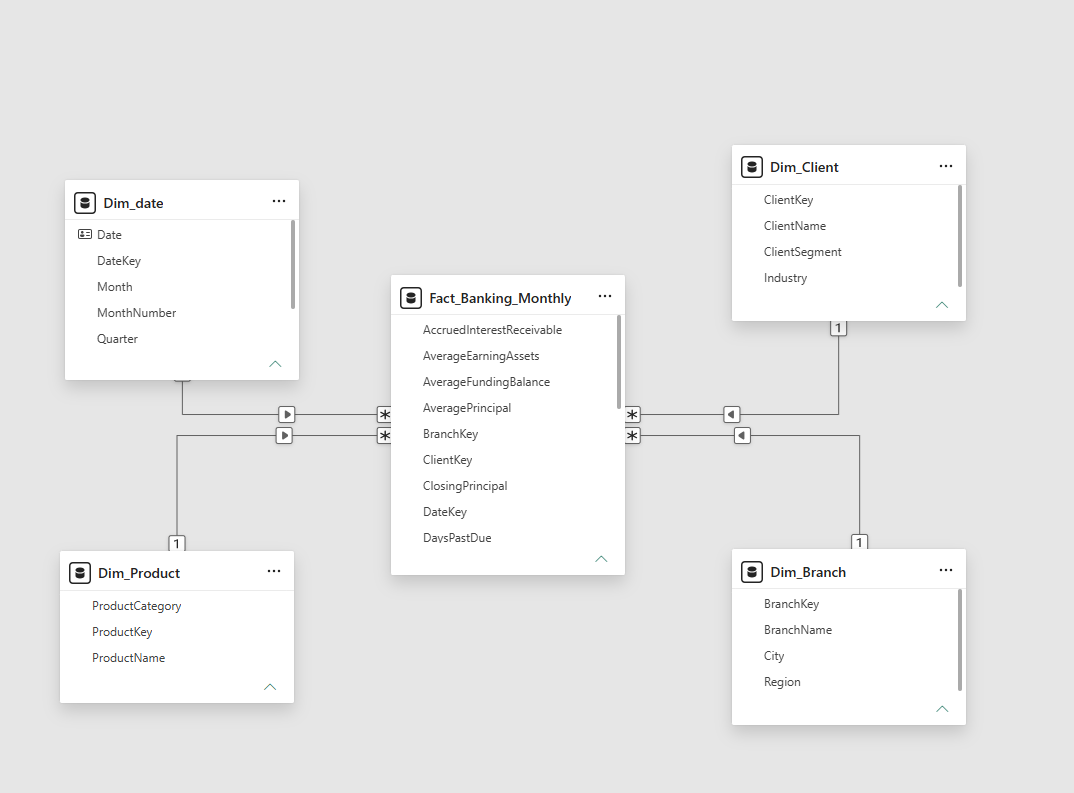 Dim_date
Date
DateKey
Month
MonthNumber
Quarter
Fact_Banking_Monthly
AccruedInterestReceivable
AverageEarningAssets
AverageFundingBalance
AveragePrincipal
BranchKey
ClientKey
ClosingPrincipal
DateKey
DaysPastDue
Dim_Client
ClientKey
ClientName
ClientSegment
Industry
1
*
*
*
*
1
1
Dim_Product
ProductCategory
ProductKey
ProductName
Dim_Branch
BranchKey
BranchName
City
Region